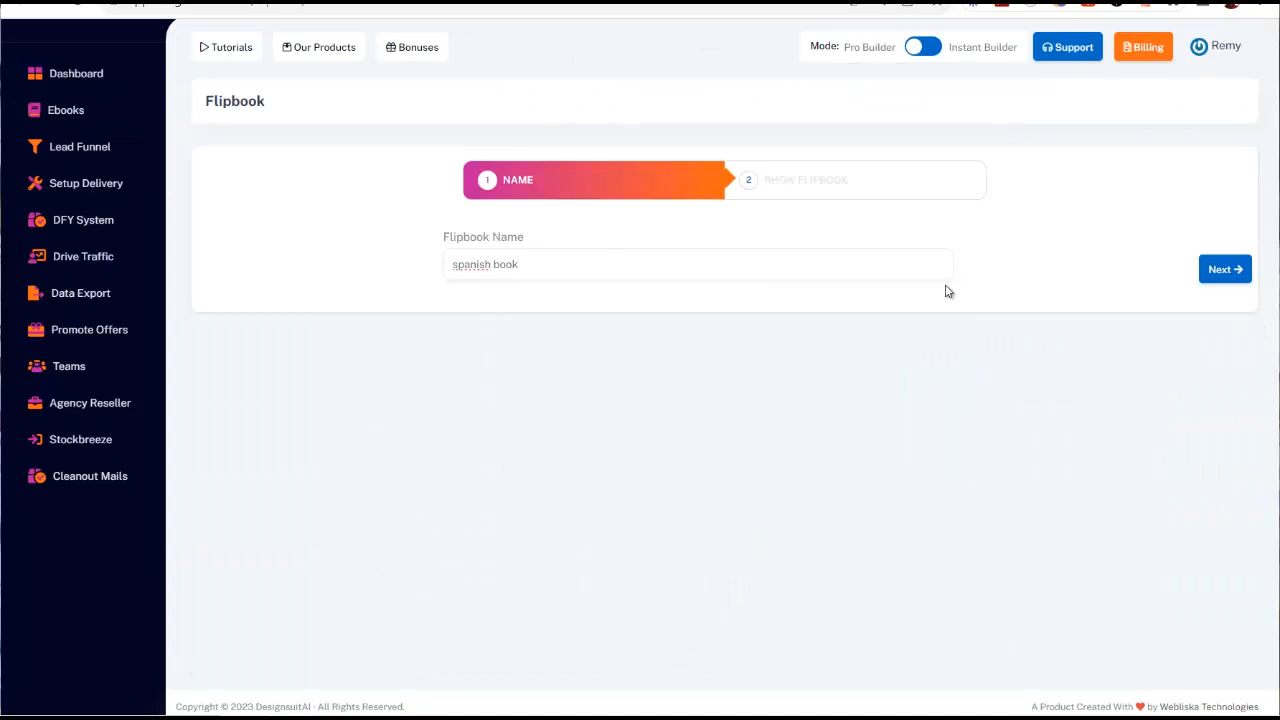 Tutorials
Our Products
Bonuses
Mode: Pro Builder
Instant Builder
Support
Billing
Remy
Dashboard
Ebooks
Lead Funnel
Setup Delivery
DFY System
Drive Traffic
Data Export
Promote Offers
Teams
Agency Reseller
Stockbreeze
Cleanout Mails
Flipbook
1 NAME
2 SHOW FLIPBOOK
Flipbook Name
spanish book
Next
Copyright © 2023 DesignsuitAI · All Rights Reserved.
A Product Created With ❤ by Webliska Technologies